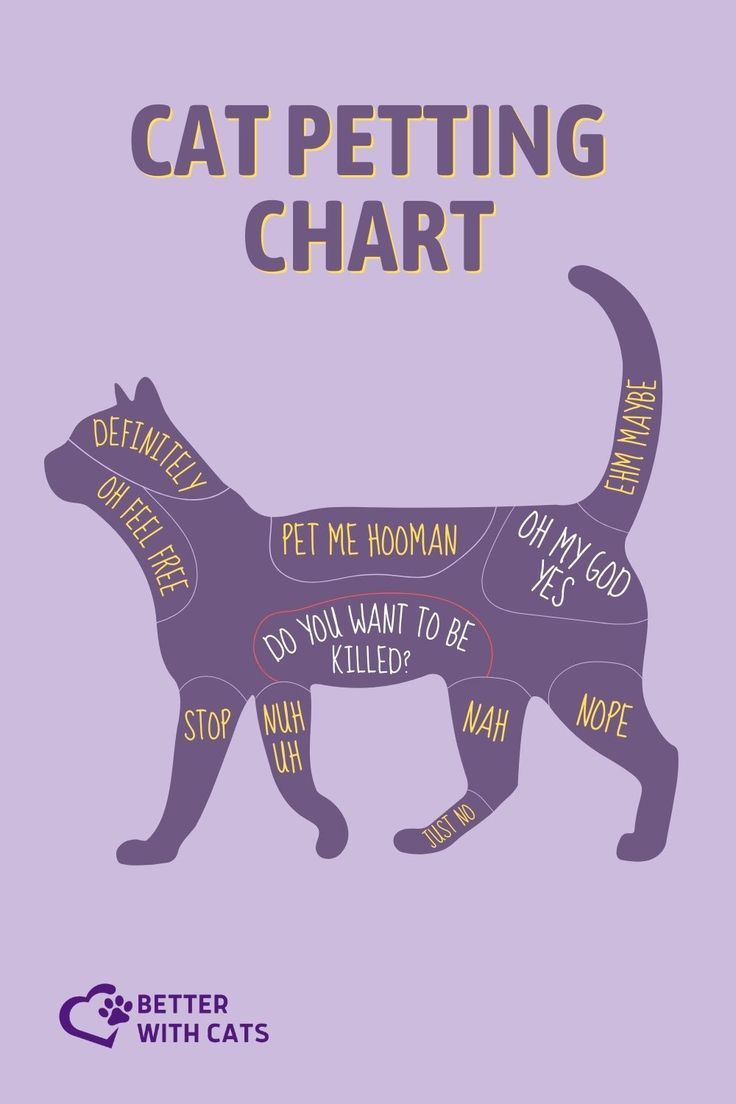 CAT PETTING
CHART
DEFINITELY
OH FEEL FREE
PET ME HOOMAN
OH MY GOD
YES
EHM MAYBE
DO YOU WANT TO BE
KILLED?
STOP
NUH
UH
NAH
NOPE
JUST NO
BETTER
WITH CATS